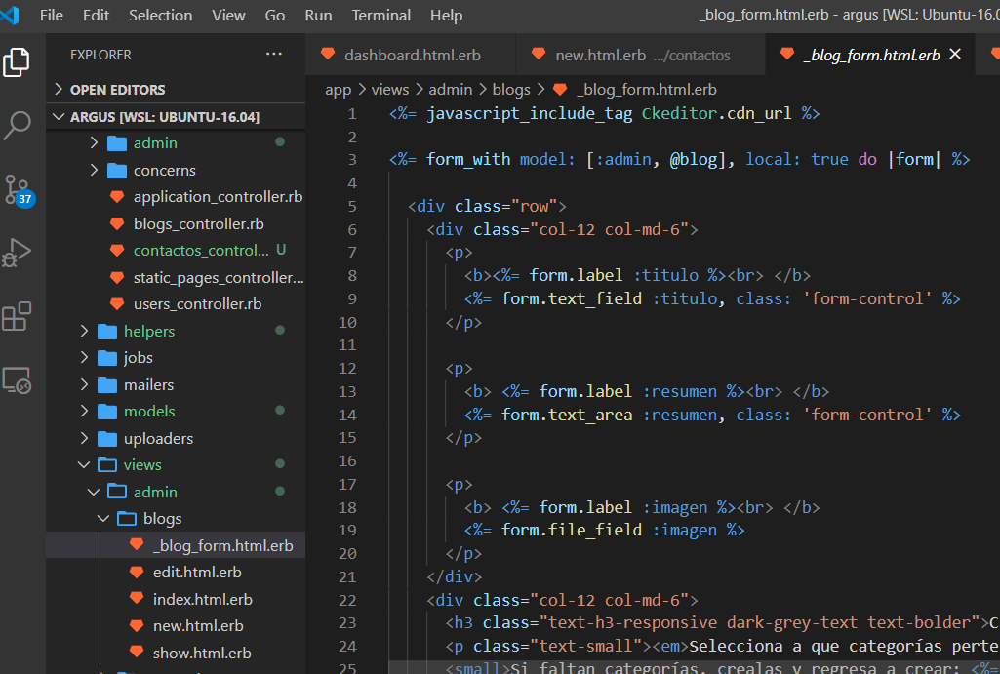 File Edit Selection View Go Run Terminal Help _blog_form.html.erb - argus [WSL: Ubuntu-16.0
EXPLORER ...
dashboard.html.erb new.html.erb .../contactos _blog_form.html.erb
OPEN EDITORS
ARGUS [WSL: UBUNTU-16.04]
admin
concerns
application_controller.rb
blogs_controller.rb
contactos_control... U
static_pages_controller...
users_controller.rb
helpers
jobs
mailers
models
uploaders
views
admin
blogs
_blog_form.html.erb
edit.html.erb
index.html.erb
new.html.erb
show.html.erb
37
app > views > admin > blogs > _blog_form.html.erb
1 <%= javascript_include_tag Ckeditor.cdn_url %>
2
3 <%= form_with model: [:admin, @blog], local: true do |form| %>
4
5 <div class="row">
6 <div class="col-12 col-md-6">
7 <p>
8 <b><%= form.label :titulo %><br> </b>
9 <%= form.text_field :titulo, class: 'form-control' %>
10 </p>
11
12 <p>
13 <b> <%= form.label :resumen %><br> </b>
14 <%= form.text_area :resumen, class: 'form-control' %>
15 </p>
16
17 <p>
18 <b> <%= form.label :imagen %><br> </b>
19 <%= form.file_field :imagen %>
20 </p>
21 </div>
22 <div class="col-12 col-md-6">
23 <h3 class="text-h3-responsive dark-grey-text text-bolder">C
24 <p class="text-small"><em>Selecciona a que categorías perte
25 <small>Si faltan categorías, crealas y regresa a crear: <%=